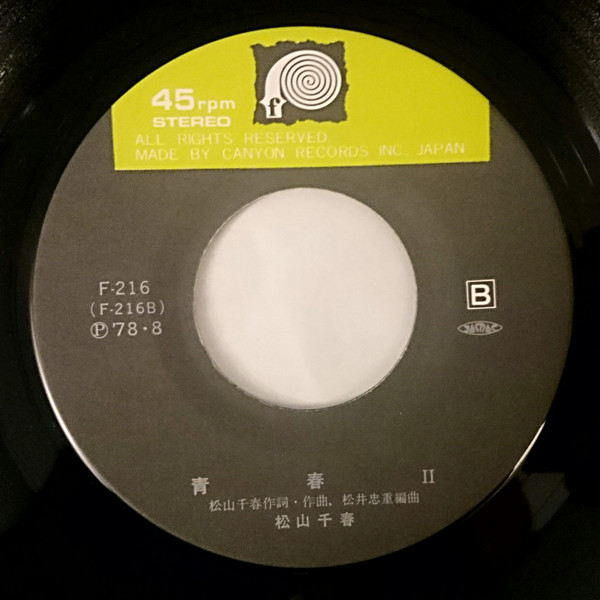 f
45rpm
STEREO
ALL RIGHTS RESERVED
MADE BY CANYON RECORDS INC. JAPAN
F-216
(F-216B)
Ⓟ'78・8
B
青春 II
松山千春作詞・作曲, 松井忠重編曲
松山千春